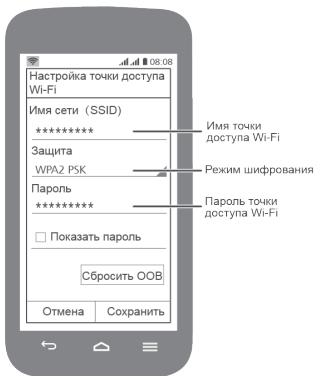 08:08
Настройка точки доступа
Wi-Fi
Имя сети (SSID)
*********
Защита
WPA2 PSK
Пароль
*********
Показать пароль
Сбросить ООВ
Отмена Сохранить
Имя точки
доступа Wi-Fi
Режим шифрования
Пароль точки
доступа Wi-Fi